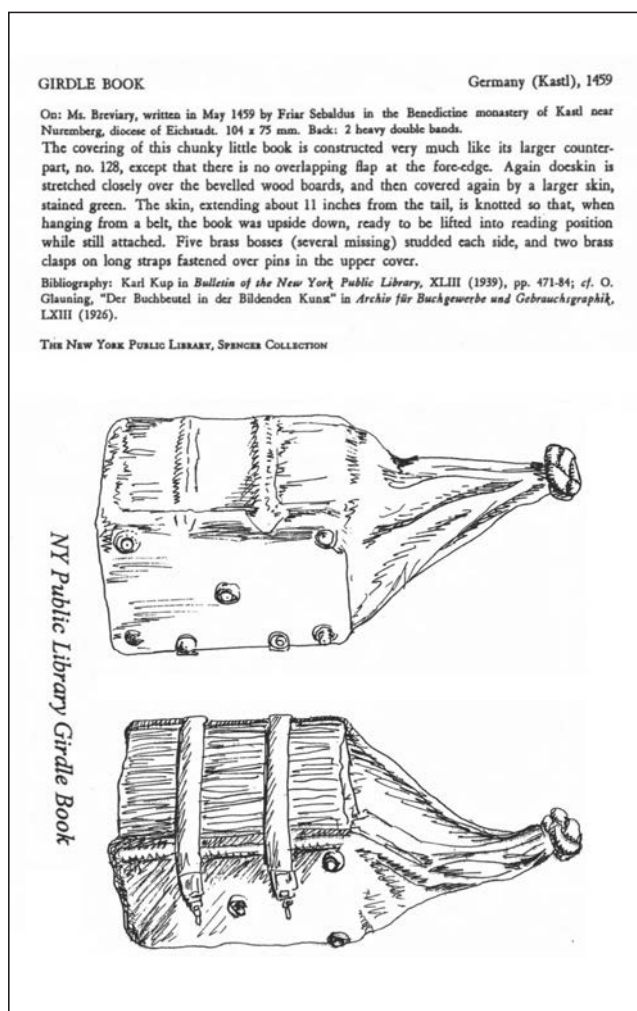 GIRDLE BOOK Germany (Kastl), 1459
On: Ms. Breviary, written in May 1459 by Friar Sebaldus in the Benedictine monastery of Kastl near
Nuremberg, diocese of Eichstadt. 104 x 75 mm. Back: 2 heavy double bands.
The covering of this chunky little book is constructed very much like its larger counter-
part, no. 128, except that there is no overlapping flap at the fore-edge. Again doeskin is
stretched closely over the bevelled wood boards, and then covered again by a larger skin,
stained green. The skin, extending about 11 inches from the tail, is knotted so that, when
hanging from a belt, the book was upside down, ready to be lifted into reading position
while still attached. Five brass bosses (several missing) studded each side, and two brass
clasps on long straps fastened over pins in the upper cover.
Bibliography: Karl Kup in Bulletin of the New York Public Library, XLIII (1939), pp. 471-84; cf. O.
Glauning, "Der Buchbeutel in der Bildenden Kunst" in Archiv für Buchgewerbe und Gebrauchsgraphik,
LXIII (1926).
THE NEW YORK PUBLIC LIBRARY, SPENCER COLLECTION
NY Public Library Girdle Book